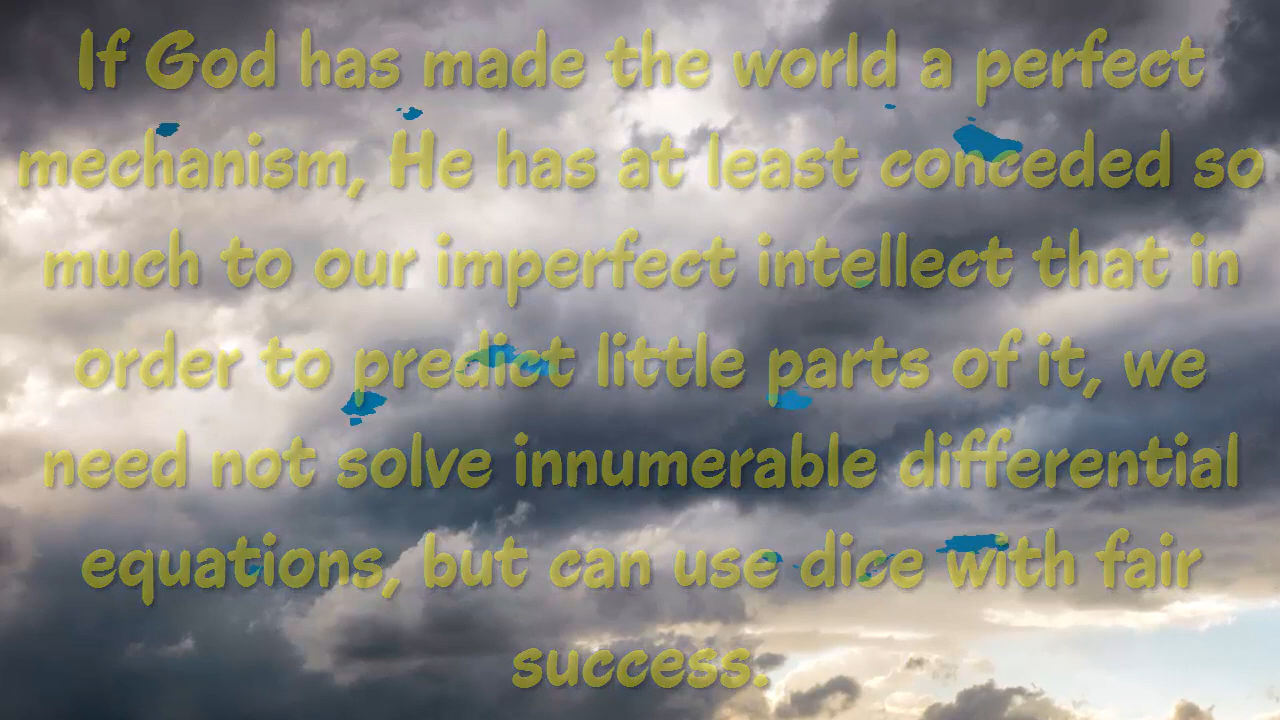 If God has made the world a perfect
mechanism, He has at least conceded so
much to our imperfect intellect that in
order to predict little parts of it, we
need not solve innumerable differential
equations, but can use dice with fair
success.